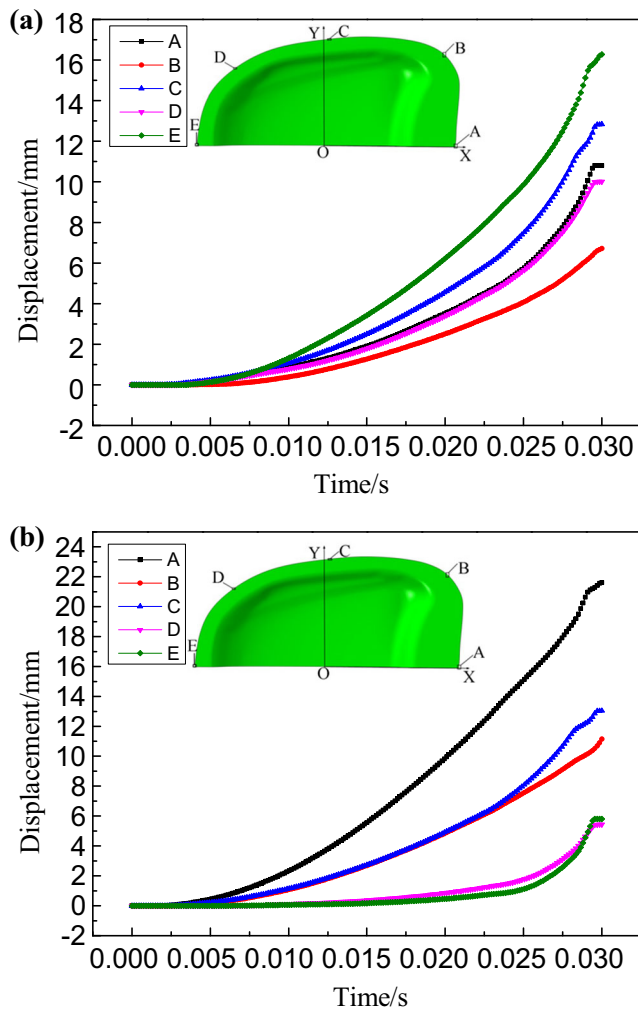 (a)
18
16
14
12
10
8
6
4
2
0
-2
Displacement/mm
A
B
C
D
E
Y
C
B
D
E
A
O
X
0.000 0.005 0.010 0.015 0.020 0.025 0.030
Time/s
(b)
24
22
20
18
16
14
12
10
8
6
4
2
0
-2
Displacement/mm
A
B
C
D
E
Y
C
B
D
E
A
O
X
0.000 0.005 0.010 0.015 0.020 0.025 0.030
Time/s